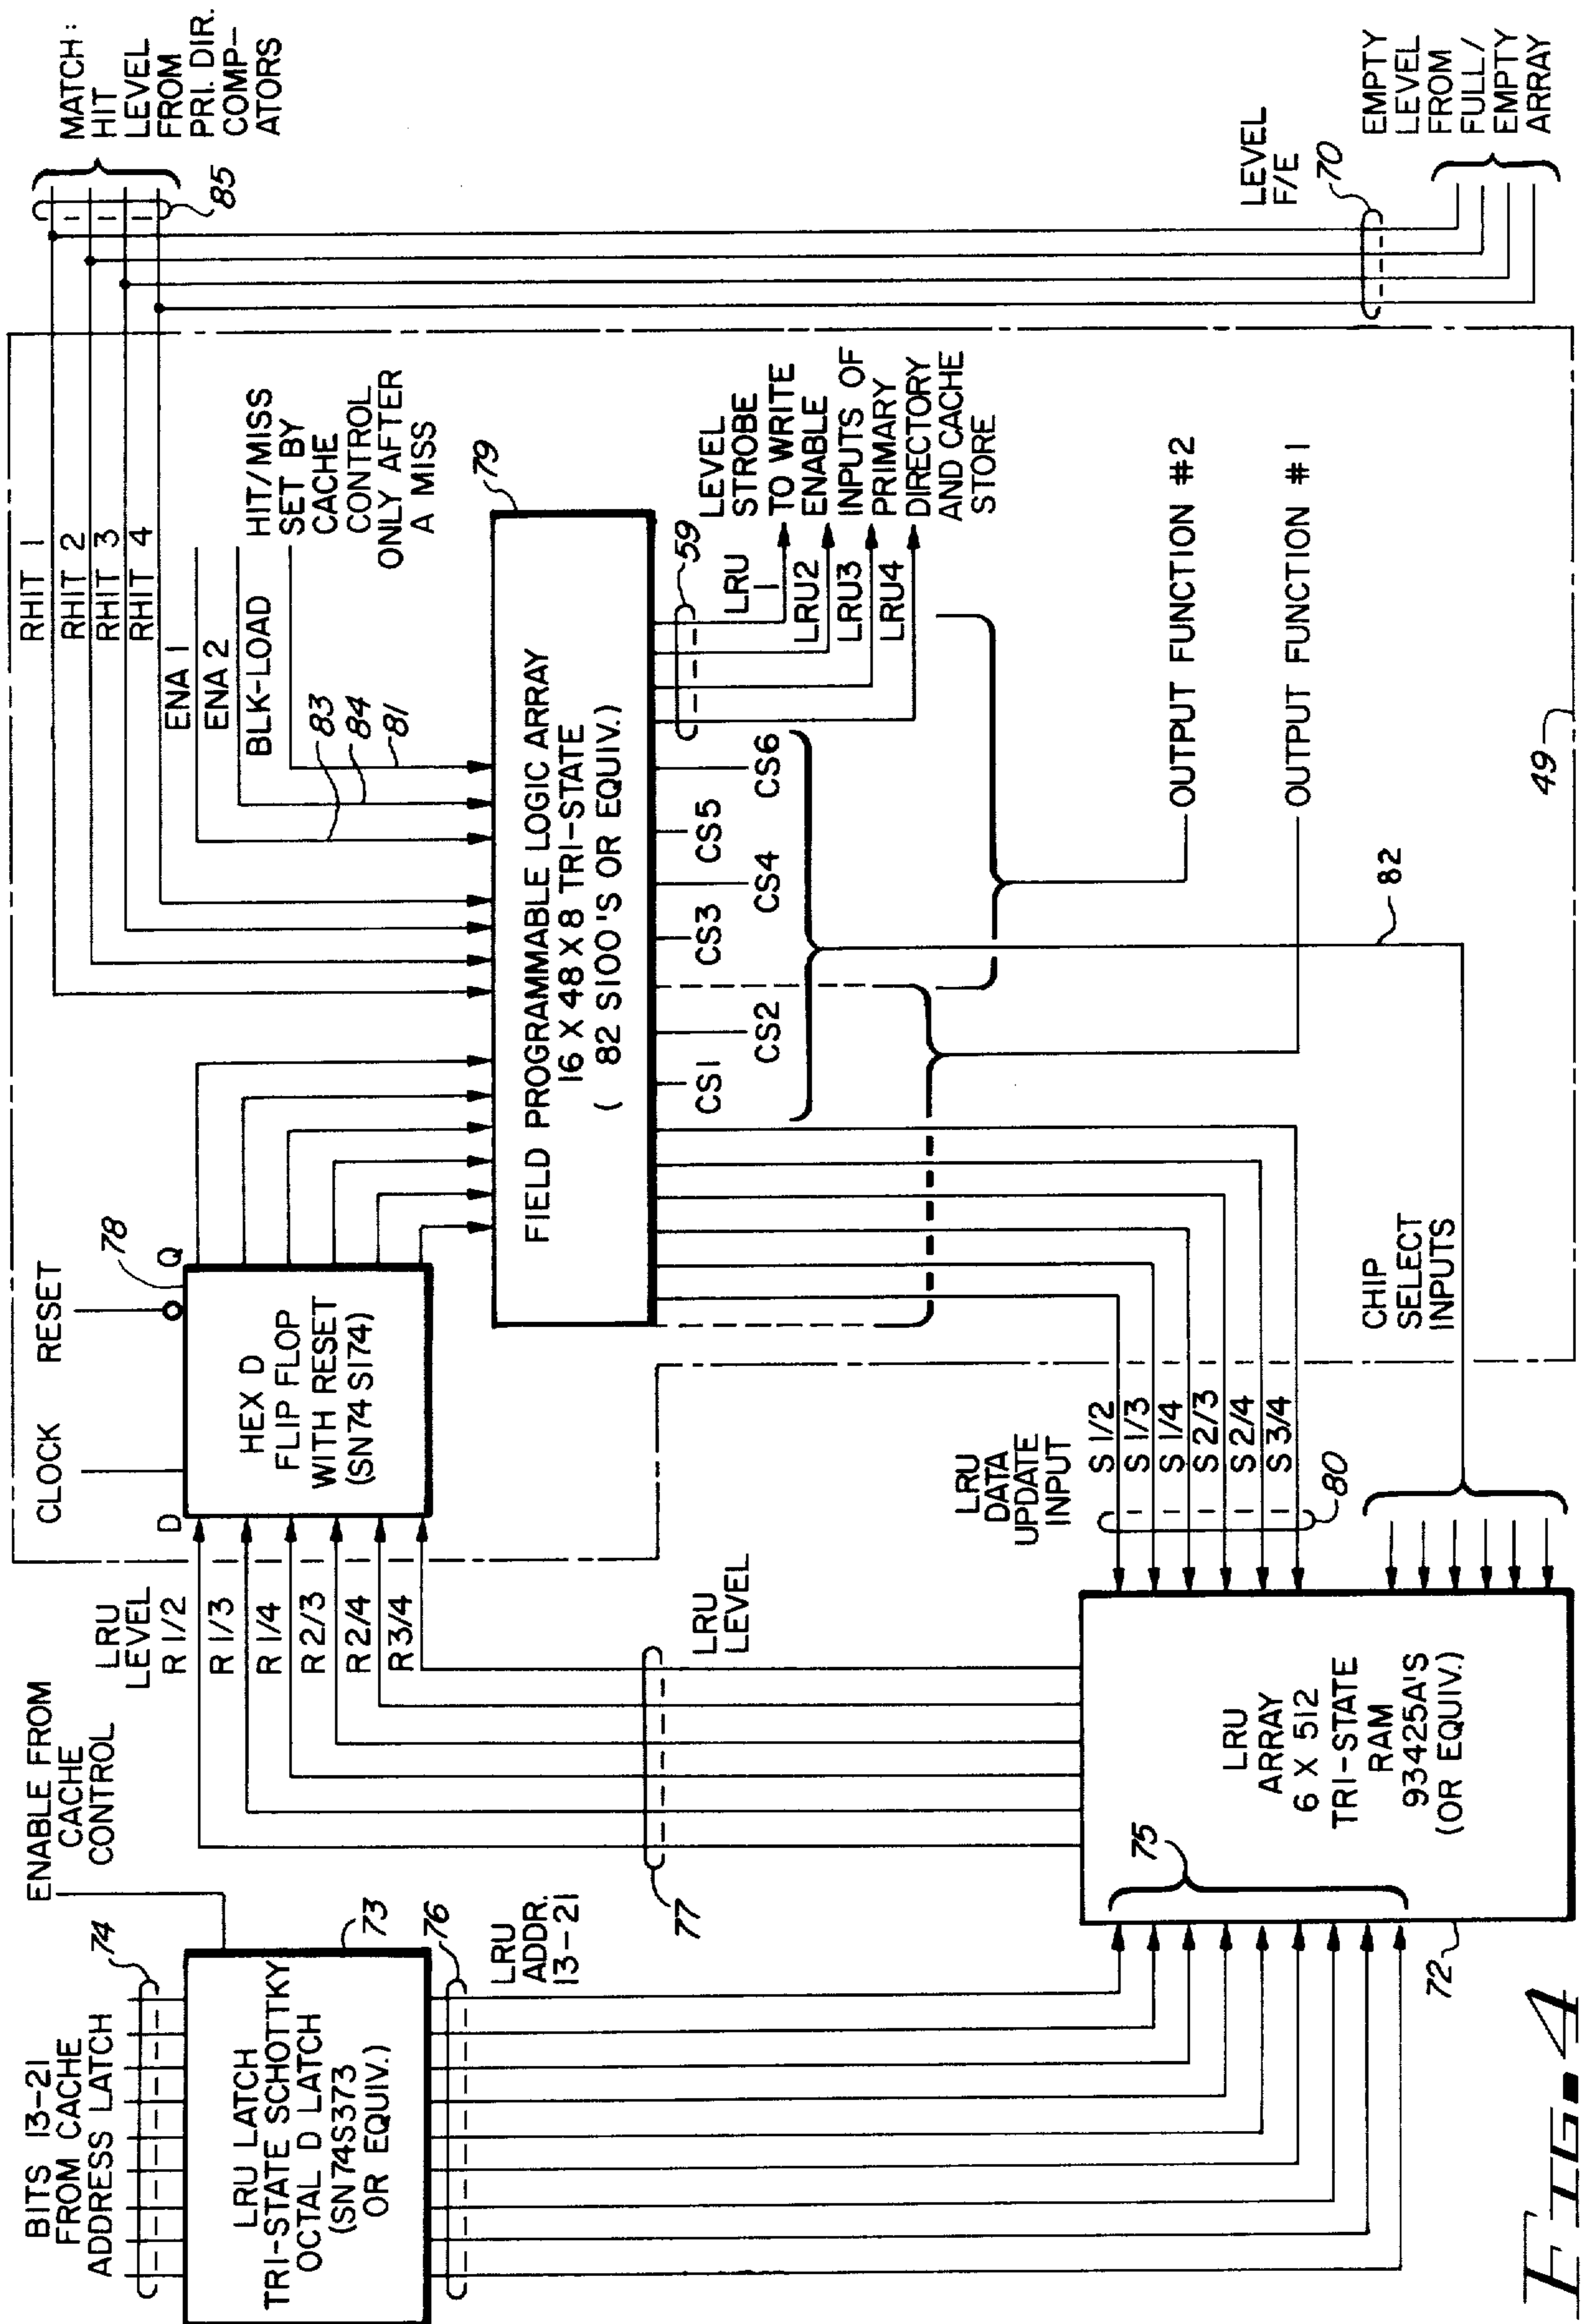 BITS 13-21
FROM CACHE
ADDRESS LATCH
74
ENABLE FROM
CACHE
CONTROL
LRU LATCH
TRI-STATE SCHOTTKY
OCTAL D LATCH
(SN74S373
OR EQUIV.)
73
76
LRU
ADDR.
13-21
LRU
LEVEL
R 1/2
R 1/3
R 1/4
R 2/3
R 2/4
R 3/4
77
LRU
LEVEL
75
LRU
ARRAY
6 X 512
TRI-STATE
RAM
93425A'S
(OR EQUIV.)
72
CLOCK
RESET
78
D
Q
HEX D
FLIP FLOP
WITH RESET
(SN74 S174)
LRU
DATA
UPDATE
INPUT
S 1/2
S 1/3
S 1/4
S 2/3
S 2/4
S 3/4
80
CHIP
SELECT
INPUTS
RHIT 1
RHIT 2
RHIT 3
RHIT 4
ENA 1
ENA 2
BLK-LOAD
83
84
81
HIT/MISS
SET BY
CACHE
CONTROL
ONLY AFTER
A MISS
79
FIELD PROGRAMMABLE LOGIC ARRAY
16 X 48 X 8 TRI-STATE
( 82 S100'S OR EQUIV.)
CS1
CS2
CS3
CS4
CS5
CS6
59
LRU
1
LRU2
LRU3
LRU4
LEVEL
STROBE
TO WRITE
ENABLE
INPUTS OF
PRIMARY
DIRECTORY
AND CACHE
STORE
OUTPUT FUNCTION #2
OUTPUT FUNCTION #1
82
49
MATCH:
HIT
LEVEL
FROM
PRI. DIR.
COMP-
ATORS
85
LEVEL
F/E
70
EMPTY
LEVEL
FROM
FULL/
EMPTY
ARRAY
FIG. 4